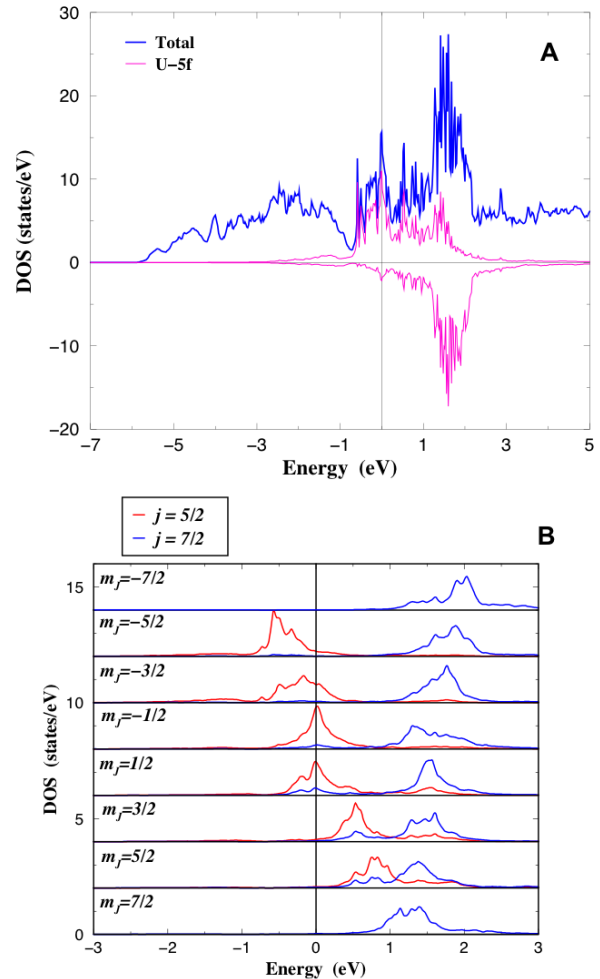 A
Total
U−5f
30
20
10
0
−10
−20
DOS (states/eV)
−7 −5 −3 −1 1 3 5
Energy (eV)
B
j = 5/2
j = 7/2
15
10
5
0
DOS (states/eV)
mJ=−7/2
mJ=−5/2
mJ=−3/2
mJ=−1/2
mJ=1/2
mJ=3/2
mJ=5/2
mJ=7/2
−3 −2 −1 0 1 2 3
Energy (eV)